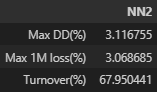 NN2
Max DD(%) 3.116755
Max 1M loss(%) 3.068685
Turnover(%) 67.950441